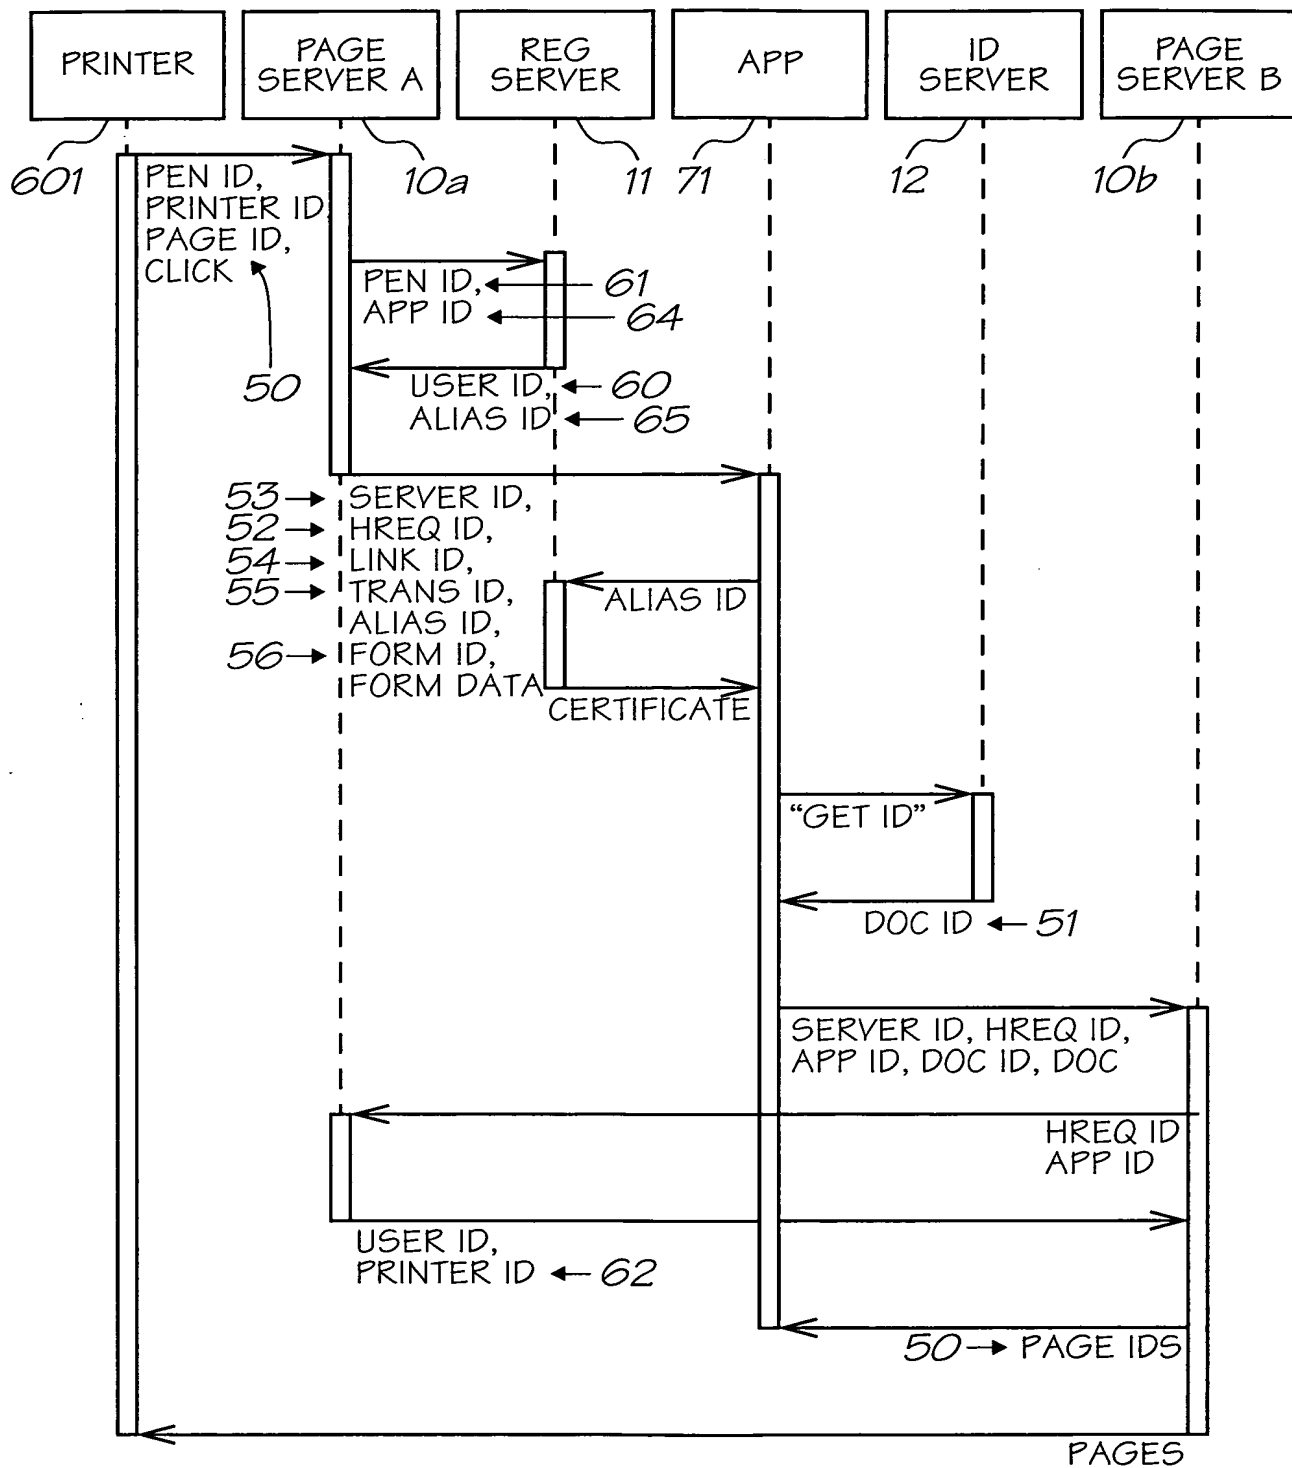 PRINTER
PAGE
SERVER A
REG
SERVER
APP
ID
SERVER
PAGE
SERVER B
601
10a
11
71
12
10b
PEN ID,
PRINTER ID
PAGE ID,
CLICK
50
PEN ID,
61
APP ID
64
USER ID,
60
ALIAS ID
65
53
SERVER ID,
52
HREQ ID,
54
LINK ID,
55
TRANS ID,
ALIAS ID,
56
FORM ID,
FORM DATA
ALIAS ID
CERTIFICATE
“GET ID”
DOC ID
51
SERVER ID, HREQ ID,
APP ID, DOC ID, DOC
HREQ ID
APP ID
USER ID,
PRINTER ID
62
50
PAGE IDS
PAGES